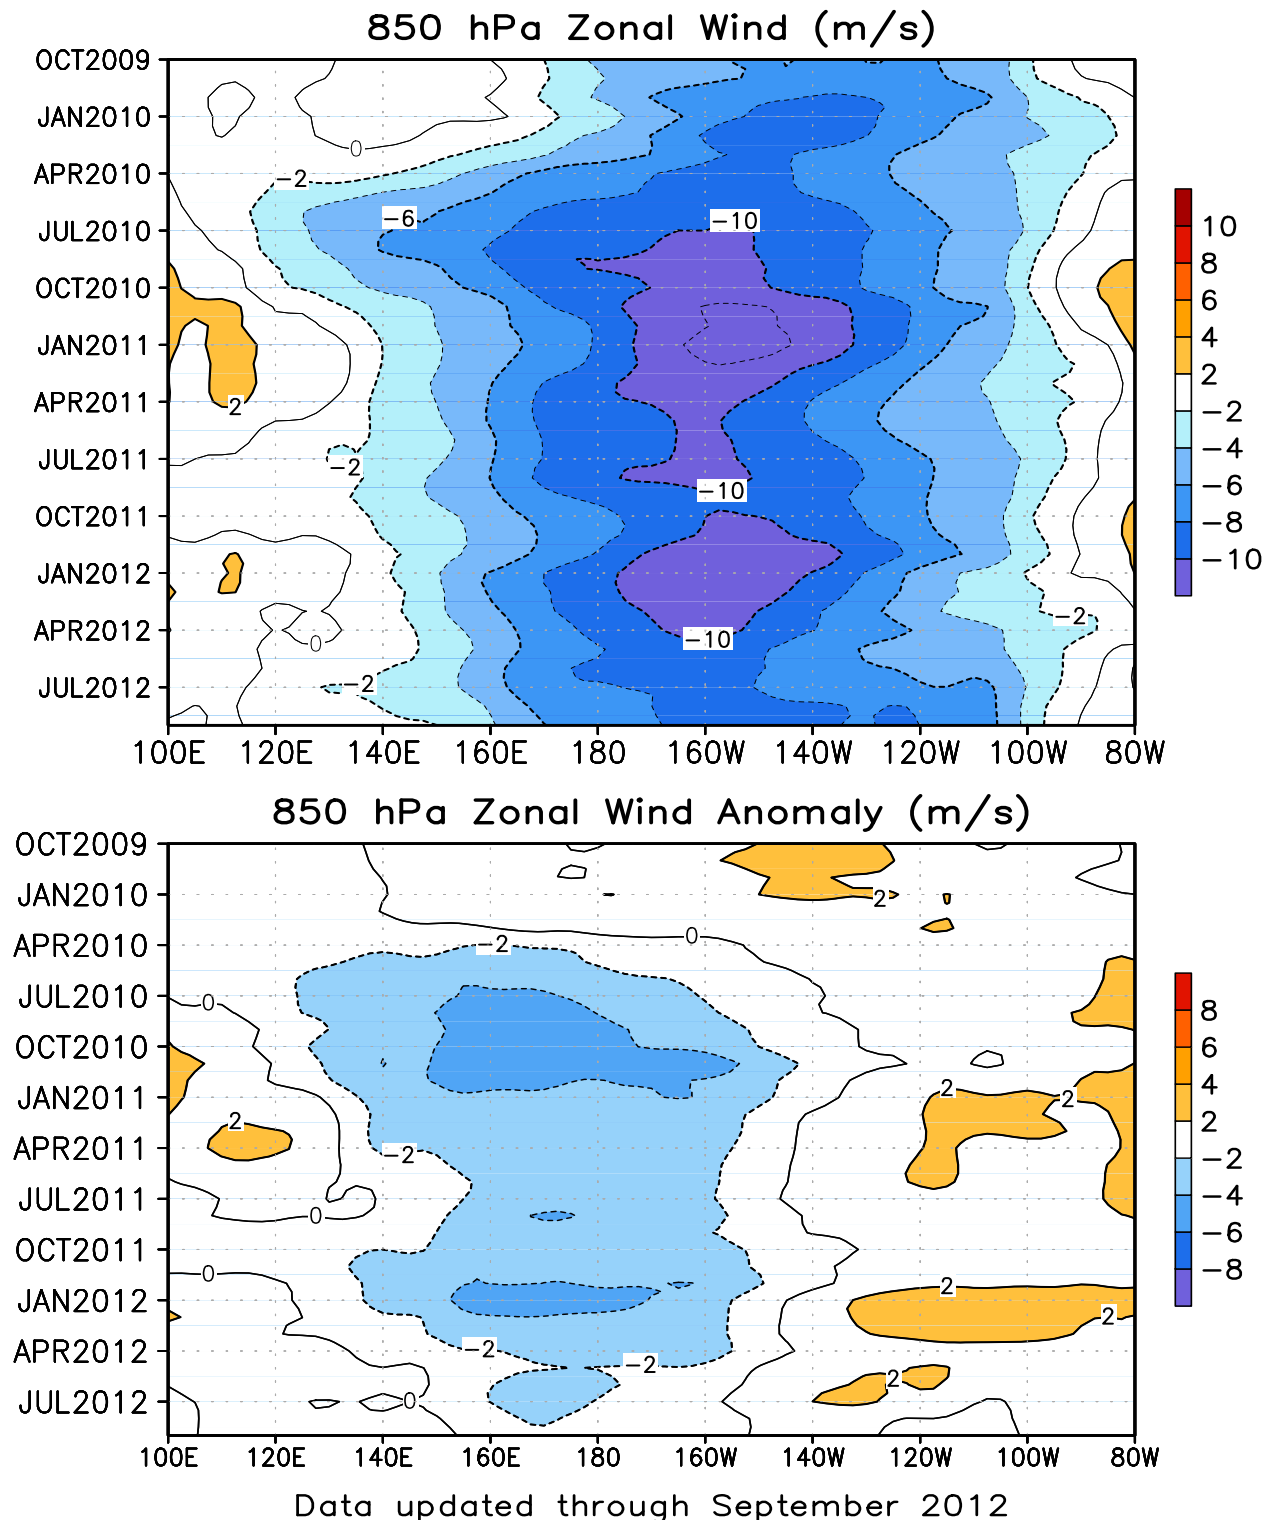 850 hPa Zonal Wind (m/s)
OCT2009
JAN2010
0
APR2010
−2
−6
−10
JUL2010
OCT2010
JAN2011
APR2011
2
JUL2011
−2
−10
OCT2011
JAN2012
−2
APR2012
0
−10
JUL2012
−2
100E 120E 140E 160E 180 160W 140W 120W 100W 80W
10
8
6
4
2
−2
−4
−6
−8
−10
850 hPa Zonal Wind Anomaly (m/s)
OCT2009
JAN2010
2
0
APR2010
−2
JUL2010
0
OCT2010
JAN2011
2
2
2
APR2011
−2
JUL2011
0
OCT2011
0
JAN2012
2
2
APR2012
−2
−2
2
JUL2012
0
100E 120E 140E 160E 180 160W 140W 120W 100W 80W
8
6
4
2
−2
−4
−6
−8
Data updated through September 2012